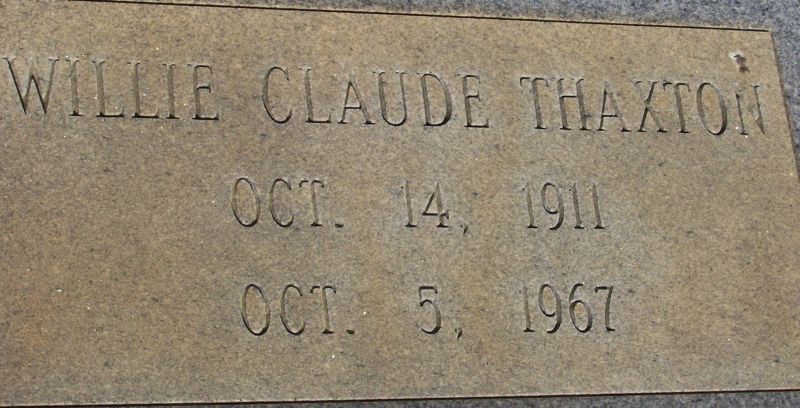 WILLIE CLAUDE THAXTON
OCT. 14, 1911
OCT. 5, 1967